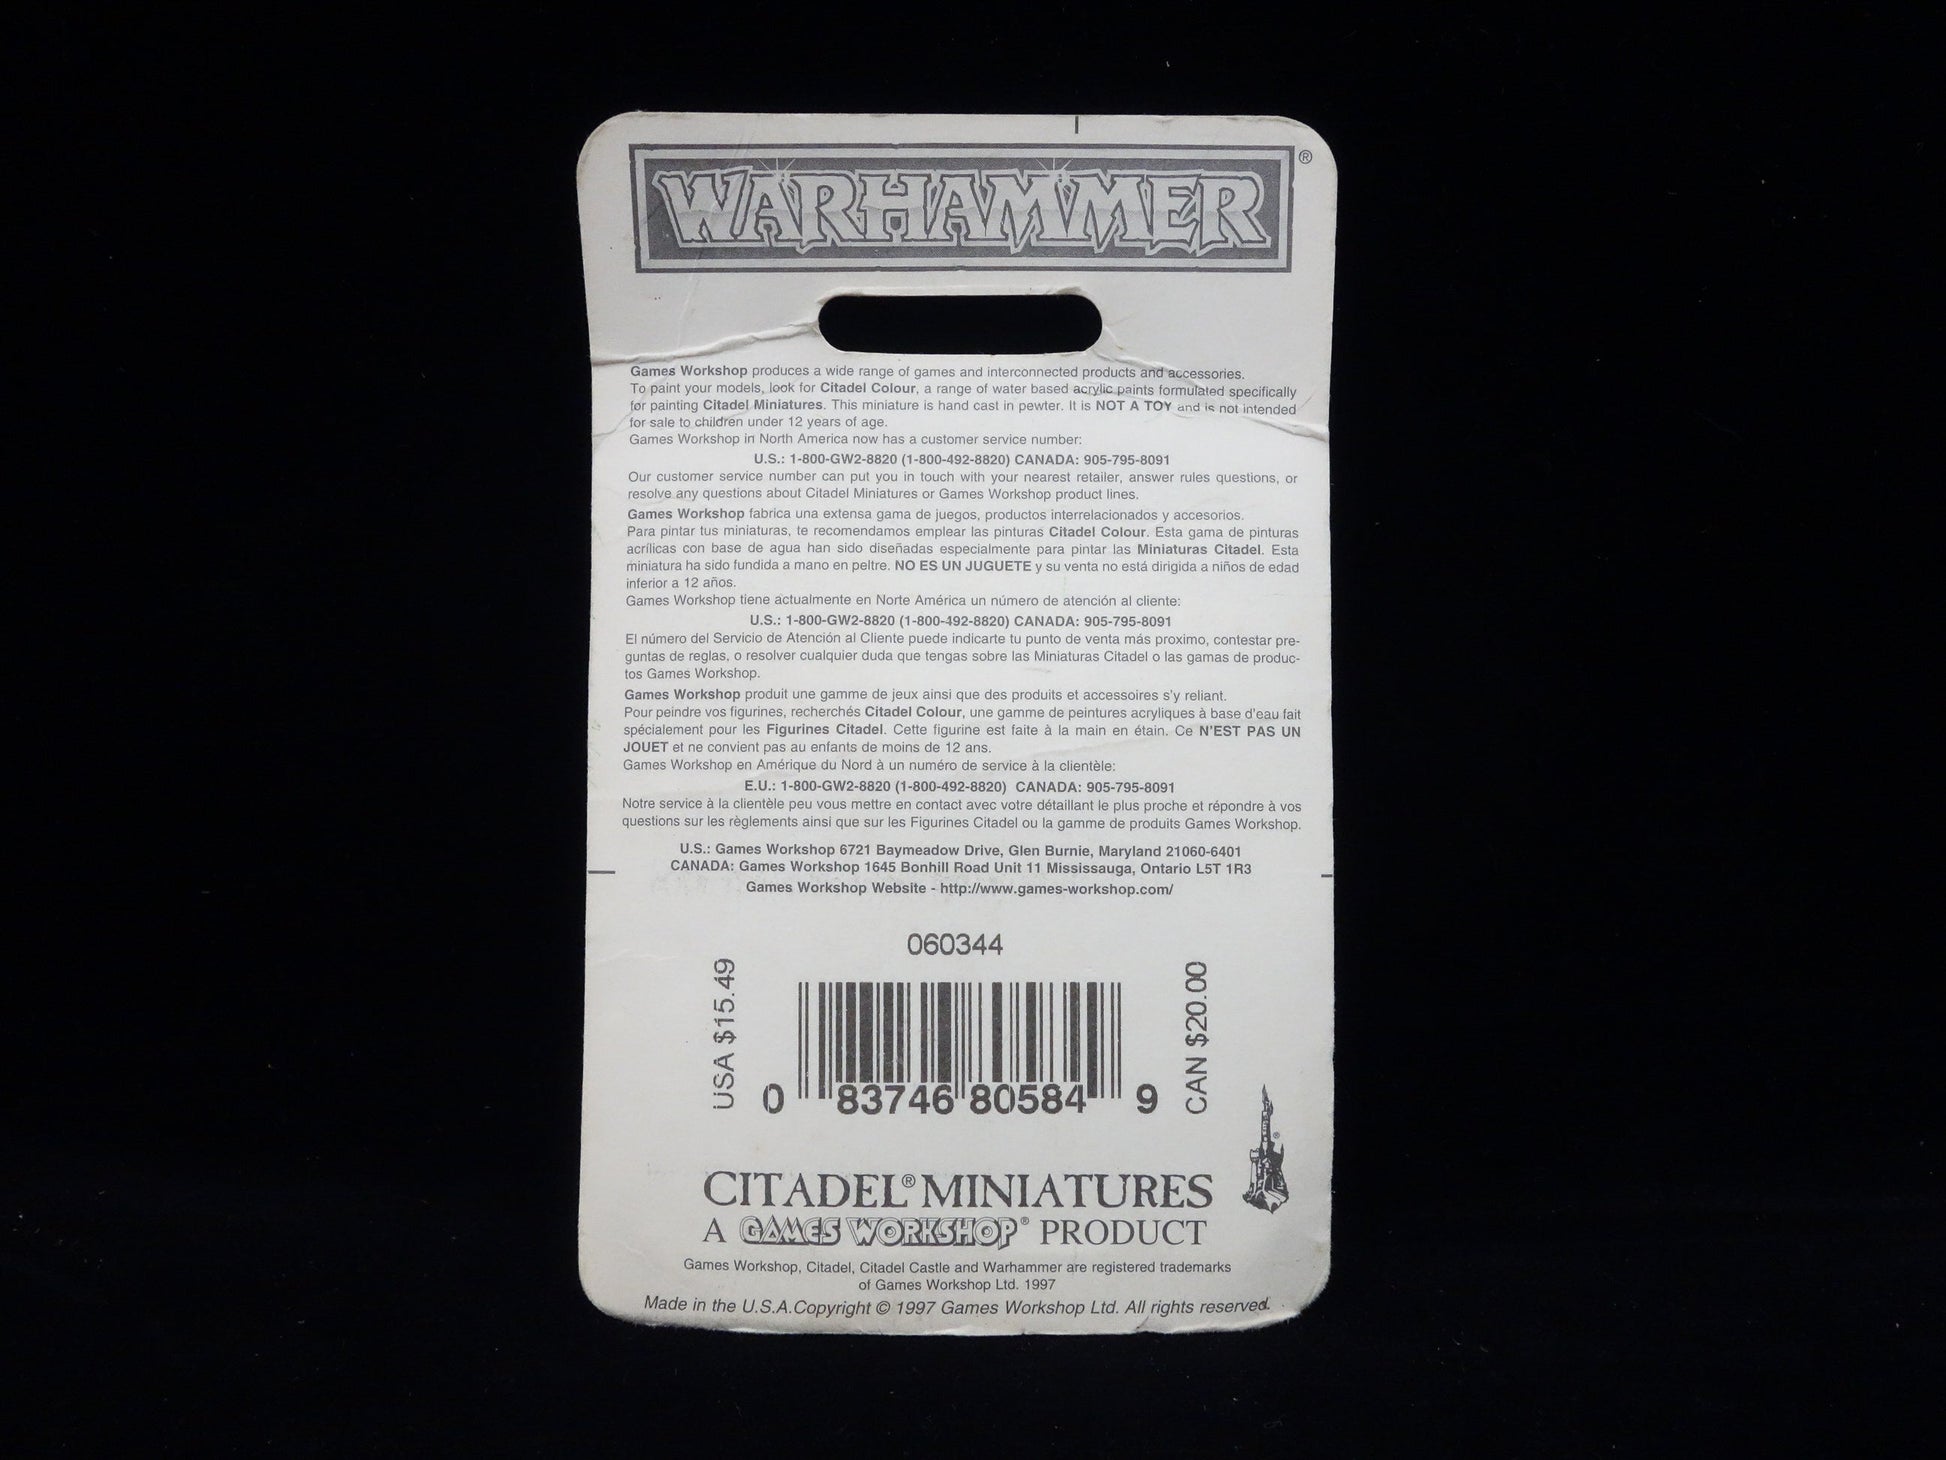 WARHAMMER®
Games Workshop produces a wide range of games and interconnected products and accessories.
To paint your models, look for Citadel Colour, a range of water based acrylic paints formulated specifically
for painting Citadel Miniatures. This miniature is hand cast in pewter. It is NOT A TOY and is not intended
for sale to children under 12 years of age.
Games Workshop in North America now has a customer service number:
U.S.: 1-800-GW2-8820 (1-800-492-8820) CANADA: 905-795-8091
Our customer service number can put you in touch with your nearest retailer, answer rules questions, or
resolve any questions about Citadel Miniatures or Games Workshop product lines.
Games Workshop fabrica una extensa gama de juegos, productos interrelacionados y accesorios.
Para pintar tus miniaturas, te recomendamos emplear las pinturas Citadel Colour. Esta gama de pinturas
acrílicas con base de agua han sido diseñadas especialmente para pintar las Miniaturas Citadel. Esta
miniatura ha sido fundida a mano en peltre. NO ES UN JUGUETE y su venta no está dirigida a niños de edad
inferior a 12 años.
Games Workshop tiene actualmente en Norte América un número de atención al cliente:
U.S.: 1-800-GW2-8820 (1-800-492-8820) CANADA: 905-795-8091
El número del Servicio de Atención al Cliente puede indicarte tu punto de venta más proximo, contestar pre-
guntas de reglas, o resolver cualquier duda que tengas sobre las Miniaturas Citadel o las gamas de produc-
tos Games Workshop.
Games Workshop produit une gamme de jeux ainsi que des produits et accessoires s'y reliant.
Pour peindre vos figurines, recherchés Citadel Colour, une gamme de peintures acryliques à base d'eau fait
spécialement pour les Figurines Citadel. Cette figurine est faite à la main en étain. Ce N'EST PAS UN
JOUET et ne convient pas au enfants de moins de 12 ans.
Games Workshop en Amérique du Nord à un numéro de service à la clientèle:
E.U.: 1-800-GW2-8820 (1-800-492-8820) CANADA: 905-795-8091
Notre service à la clientèle peu vous mettre en contact avec votre détaillant le plus proche et répondre à vos
questions sur les règlements ainsi que sur les Figurines Citadel ou la gamme de produits Games Workshop.
U.S.: Games Workshop 6721 Baymeadow Drive, Glen Burnie, Maryland 21060-6401
CANADA: Games Workshop 1645 Bonhill Road Unit 11 Mississauga, Ontario L5T 1R3
Games Workshop Website - http://www.games-workshop.com/
060344
USA $15.49
CAN $20.00
0 83746 80584 9
CITADEL® MINIATURES
A GAMES WORKSHOP® PRODUCT
Games Workshop, Citadel, Citadel Castle and Warhammer are registered trademarks
of Games Workshop Ltd. 1997
Made in the U.S.A.Copyright © 1997 Games Workshop Ltd. All rights reserved.